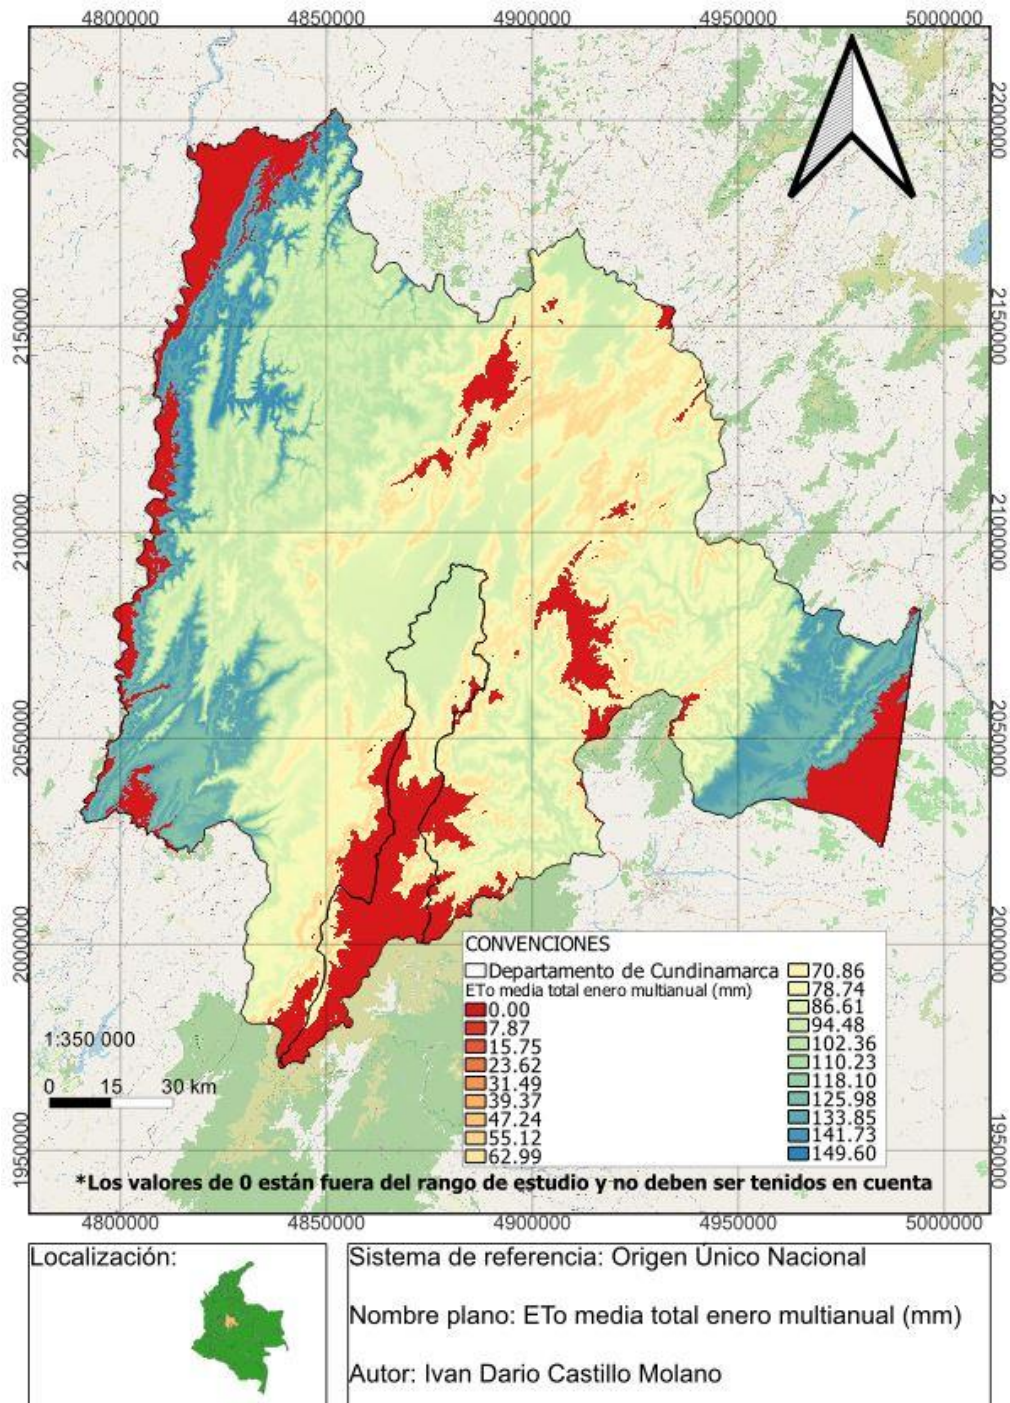 4800000 4850000 4900000 4950000 5000000
2200000 2200000
2150000 2150000
2100000 2100000
2050000 2050000
2000000 2000000
1950000 1950000
CONVENCIONES
Departamento de Cundinamarca
ETo media total enero multianual (mm)
0.00
7.87
15.75
23.62
31.49
39.37
47.24
55.12
62.99
70.86
78.74
86.61
94.48
102.36
110.23
118.10
125.98
133.85
141.73
149.60
1:350 000
0 15 30 km
*Los valores de 0 están fuera del rango de estudio y no deben ser tenidos en cuenta
4800000 4850000 4900000 4950000 5000000
Localización:
Sistema de referencia: Origen Único Nacional
Nombre plano: ETo media total enero multianual (mm)
Autor: Ivan Dario Castillo Molano